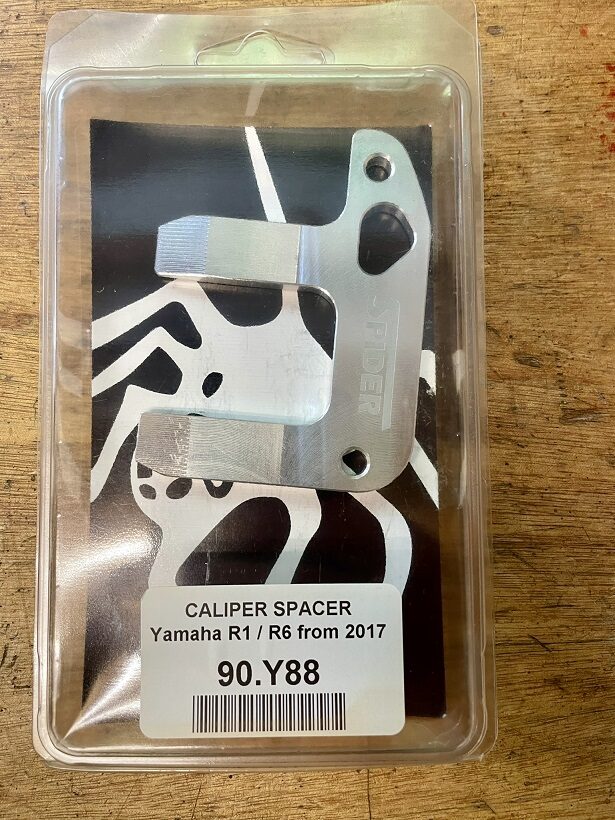 SPIDER
CALIPER SPACER
Yamaha R1 / R6 from 2017
90.Y88